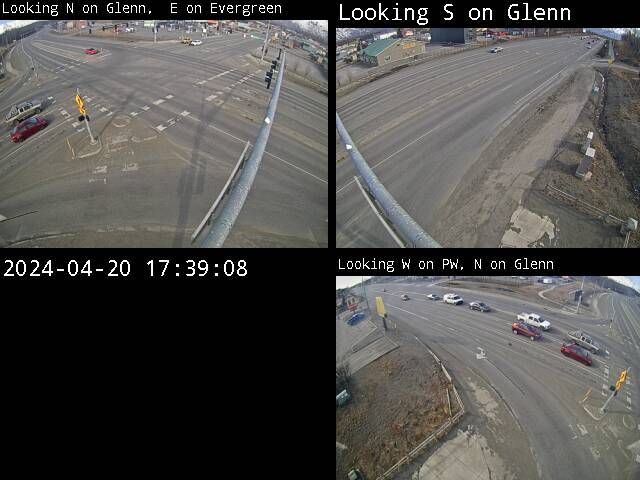 Looking N on Glenn,  E on Evergreen
Looking S on Glenn
2024-04-20 17:39:08
Looking W on PW, N on Glenn